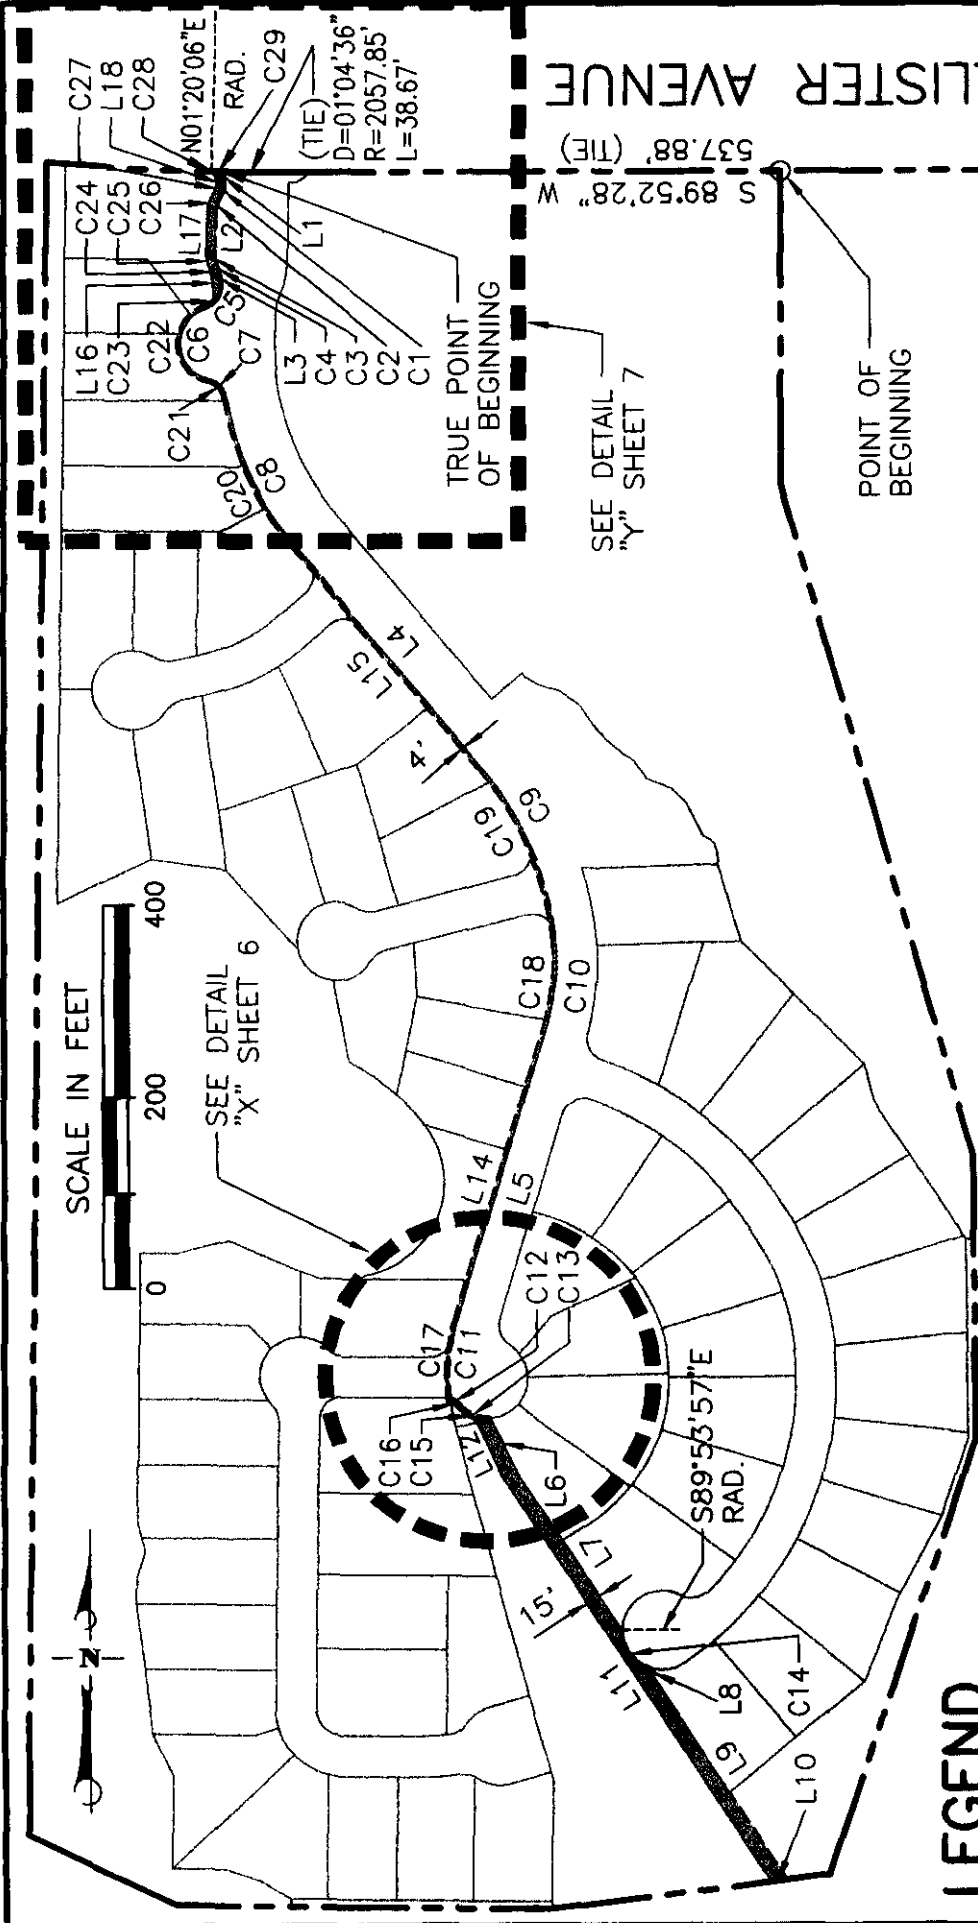 SCALE IN FEET
0
200
400
SEE DETAIL
"X" SHEET 6
N
C27
L18
C28
N01°20'06"E
RAD.
C29
(TIE)
D=01°04'36"
R=2057.85'
L=38.67'
C24
C25
C26
L17
L2
L1
L16
C23
C22
C6
C5
C7
C21
L3
C4
C3
C2
C1
TRUE POINT
OF BEGINNING
C20
C8
SEE DETAIL
"Y" SHEET 7
LISTER AVENUE
537.88' (TIE)
S 89°52'28" W
POINT OF
BEGINNING
L15
L4
4'
C19
C9
C18
C10
L14
L5
C12
C13
C17
C11
C16
C15
L12
L6
L7
15'
S89°53'57"E
RAD.
L11
L8
C14
L9
L10
LEGEND